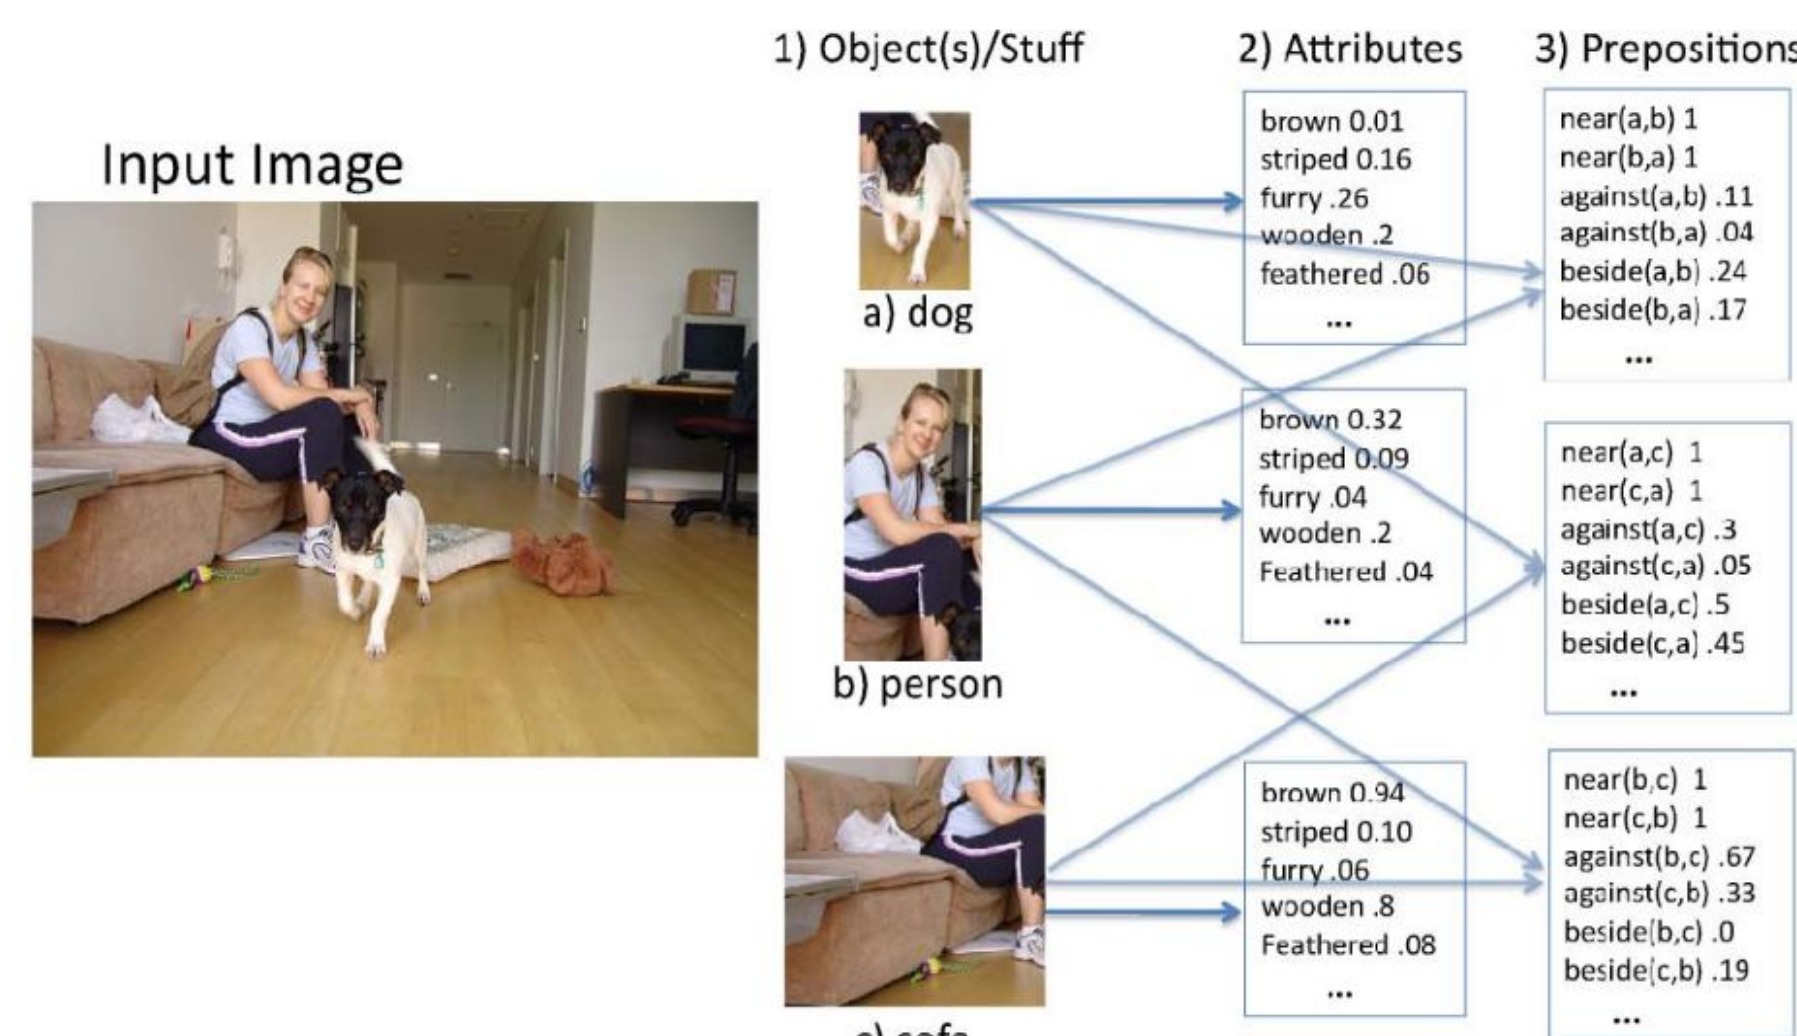 1) Object(s)/Stuff
2) Attributes
3) Prepositions
Input Image
a) dog
b) person
brown 0.01
striped 0.16
furry .26
wooden .2
feathered .06
...
brown 0.32
striped 0.09
furry .04
wooden .2
Feathered .04
...
brown 0.94
striped 0.10
furry .06
wooden .8
Feathered .08
...
near(a,b) 1
near(b,a) 1
against(a,b) .11
against(b,a) .04
beside(a,b) .24
beside(b,a) .17
...
near(a,c) 1
near(c,a) 1
against(a,c) .3
against(c,a) .05
beside(a,c) .5
beside(c,a) .45
...
near(b,c) 1
near(c,b) 1
against(b,c) .67
against(c,b) .33
beside(b,c) .0
beside(c,b) .19
...